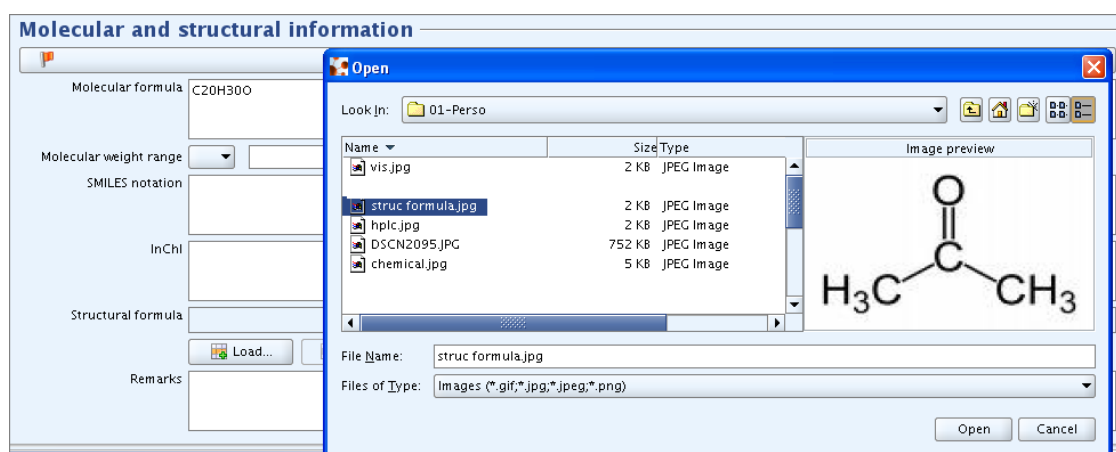 Molecular and structural information
Open
Molecular formula
C20H30O
Look In:
01-Perso
Name
Size
Type
Image preview
vis.jpg
2 KB
JPEG Image
struc formula.jpg
2 KB
JPEG Image
hplc.jpg
2 KB
JPEG Image
DSCN2095.JPG
752 KB
JPEG Image
chemical.jpg
5 KB
JPEG Image
O
C
H3C
CH3
Molecular weight range
SMILES notation
InChI
Structural formula
Load...
Remarks
File Name:
struc formula.jpg
Files of Type:
Images (*.gif;*.jpg;*.jpeg;*.png)
Open
Cancel